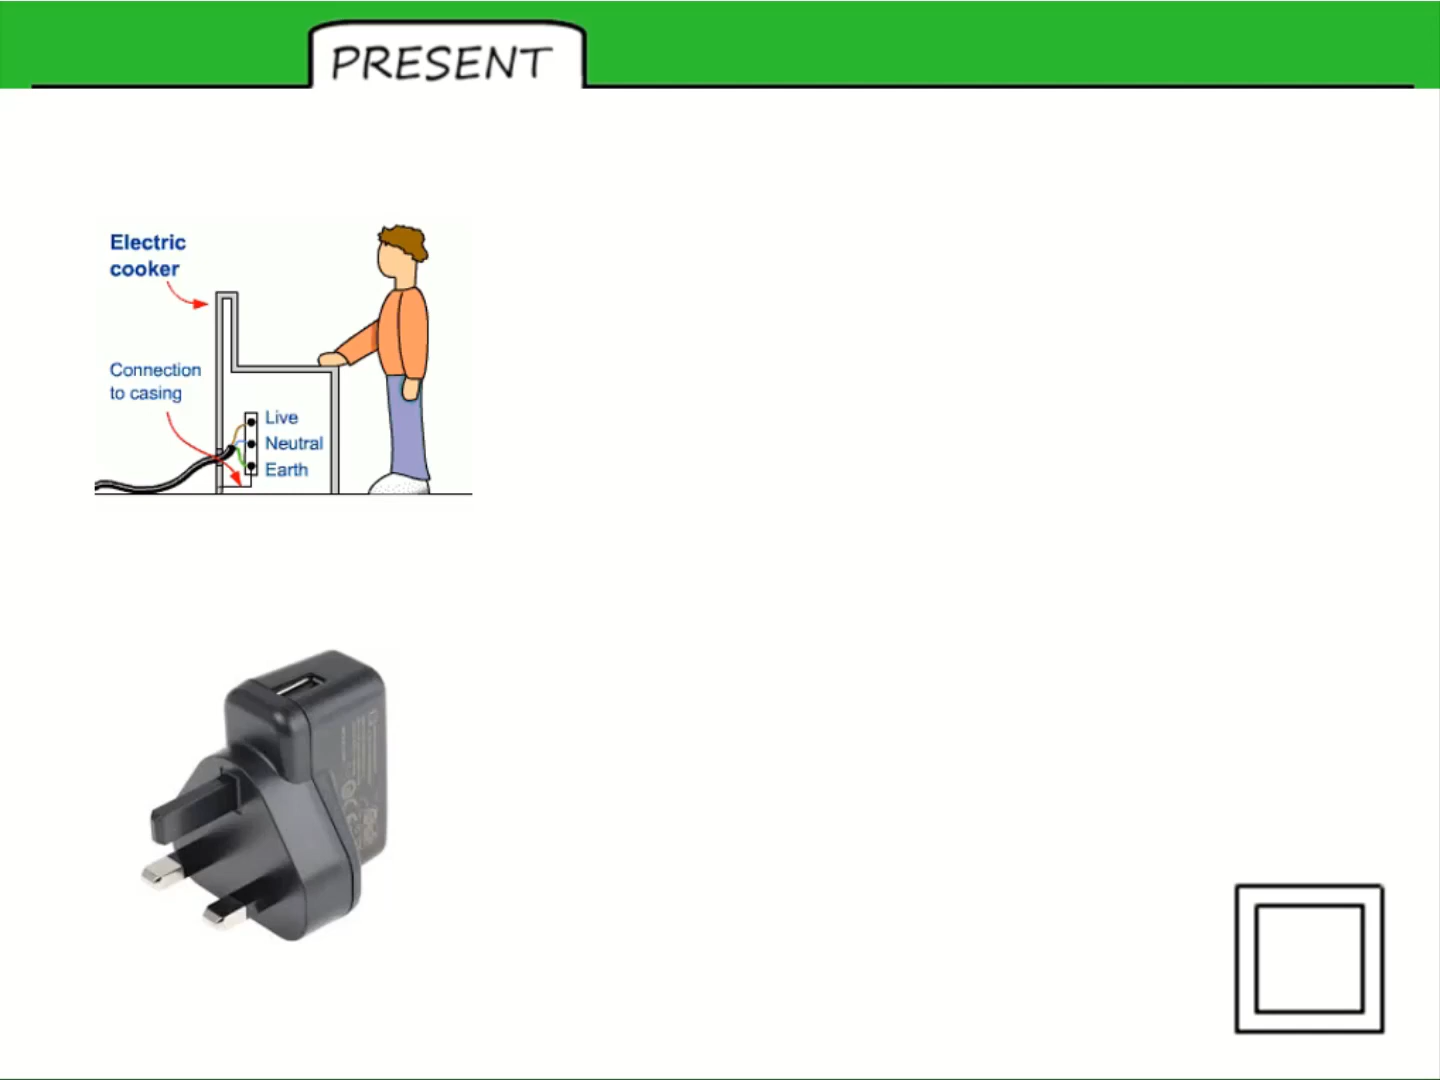 PRESENT
Electric
cooker
Connection
to casing
Live
Neutral
Earth